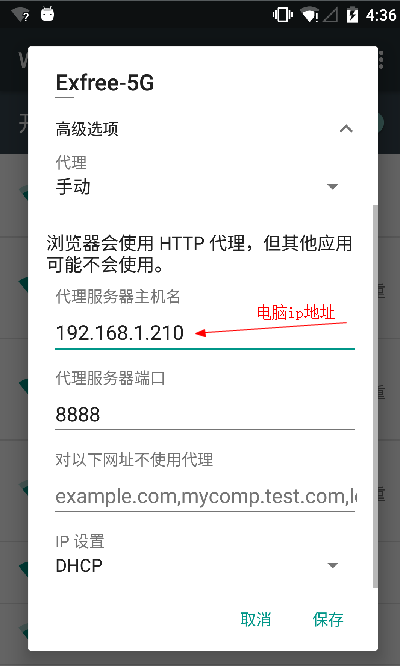 4:36
W
开
Exfree-5G
高级选项
代理
手动
浏览器会使用 HTTP 代理，但其他应用
可能不会使用。
代理服务器主机名
电脑ip地址
192.168.1.210
代理服务器端口
8888
重
对以下网址不使用代理
example.com,mycomp.test.com,lo
重
IP 设置
DHCP
取消
保存